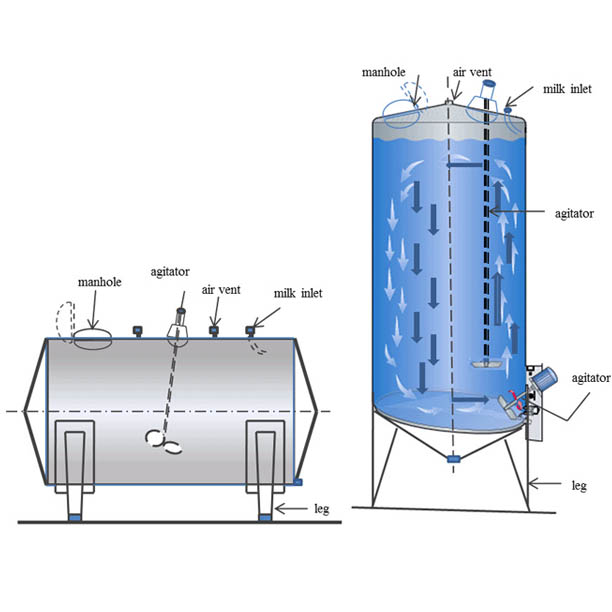 manhole
agitator
air vent
milk inlet
leg
manhole
air vent
milk inlet
agitator
agitator
leg